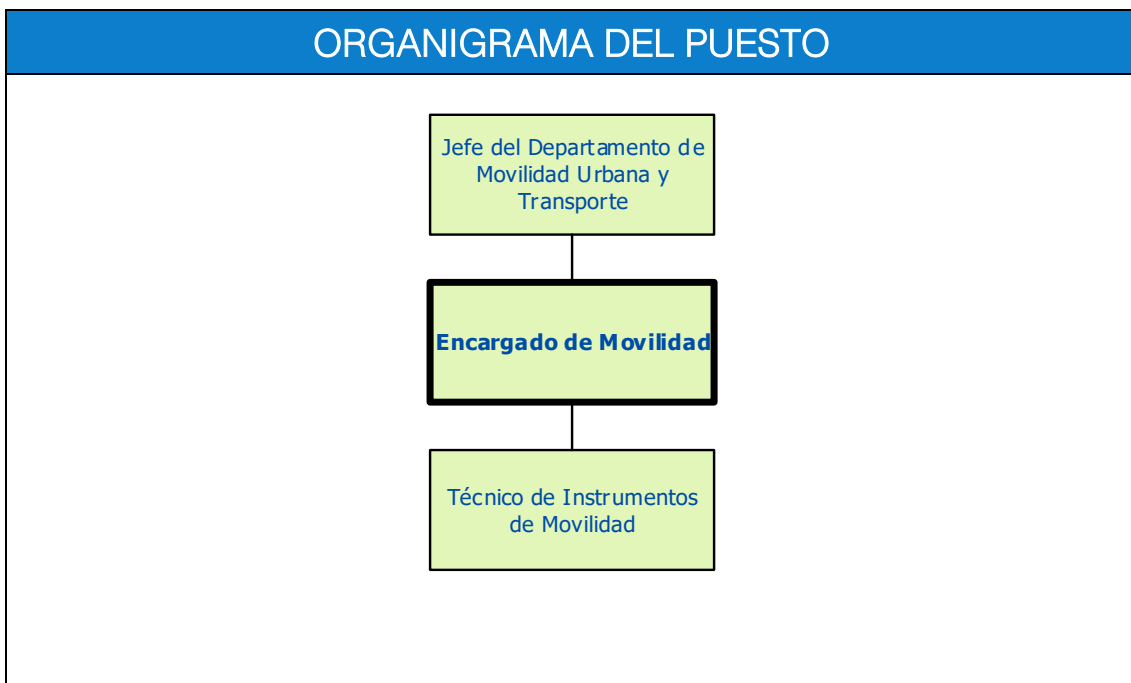 ORGANIGRAMA DEL PUESTO
Jefe del Departamento de
Movilidad Urbana y
Transporte
Encargado de Movilidad
Técnico de Instrumentos
de Movilidad